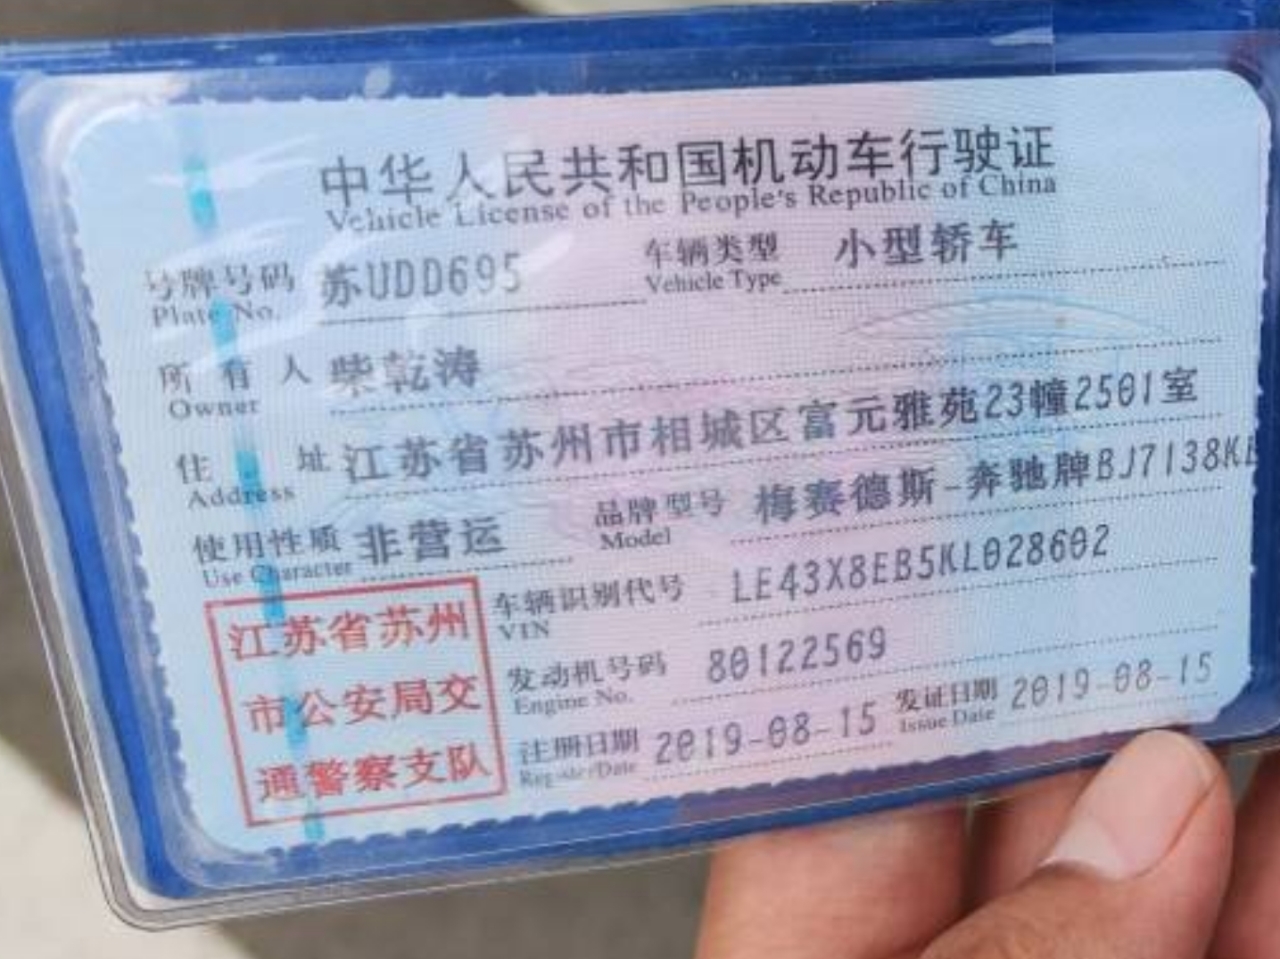 中华人民共和国机动车行驶证
Vehicle License of the People's Republic of China
号牌号码 苏UDD695 车辆类型 小型轿车
Plate No. Vehicle Type
所有人 柴乾涛
Owner
住址 江苏省苏州市相城区富元雅苑23幢2501室
Address
使用性质 非营运 品牌型号 梅赛德斯-奔驰牌BJ7138K
Use Character Model
江苏省苏州
市公安局交
通警察支队
车辆识别代号 LE43X8EB5KL028602
VIN
发动机号码 80122569
Engine No.
注册日期 2019-08-15 发证日期 2019-08-15
Register Date Issue Date